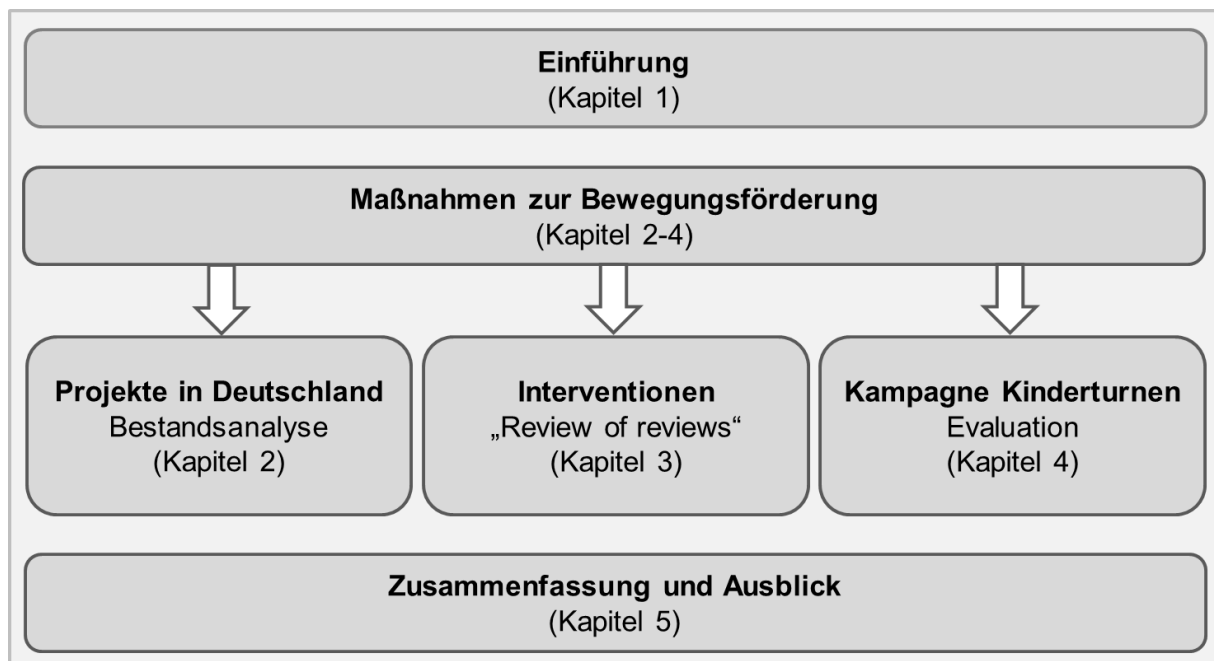 Einführung
(Kapitel 1)
Maßnahmen zur Bewegungsförderung
(Kapitel 2-4)
Projekte in Deutschland
Bestandsanalyse
(Kapitel 2)
Interventionen
„Review of reviews“
(Kapitel 3)
Kampagne Kinderturnen
Evaluation
(Kapitel 4)
Zusammenfassung und Ausblick
(Kapitel 5)